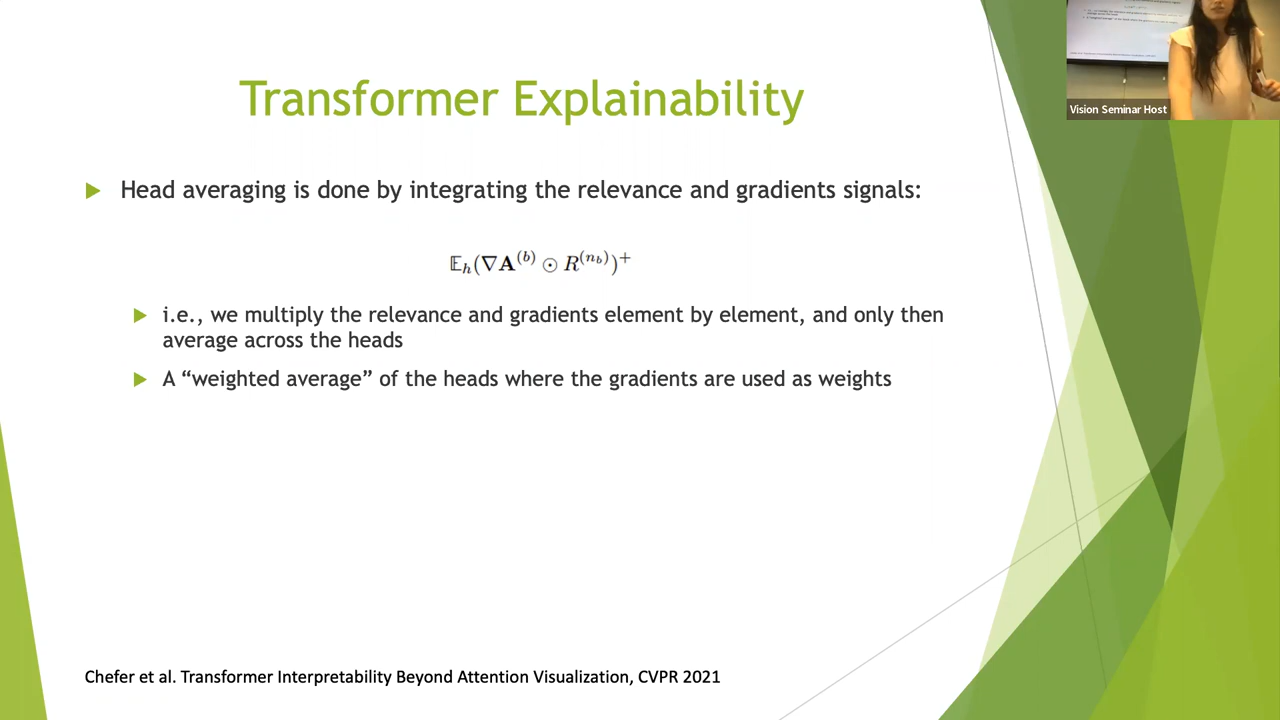 Transformer Explainability
Vision Seminar Host
Head averaging is done by integrating the relevance and gradients signals:
𝔼ₕ(∇𝐀⁽ᵇ⁾ ⊙ R^{(n_b)})⁺
i.e., we multiply the relevance and gradients element by element, and only then
average across the heads
A “weighted average” of the heads where the gradients are used as weights
Chefer et al. Transformer Interpretability Beyond Attention Visualization, CVPR 2021